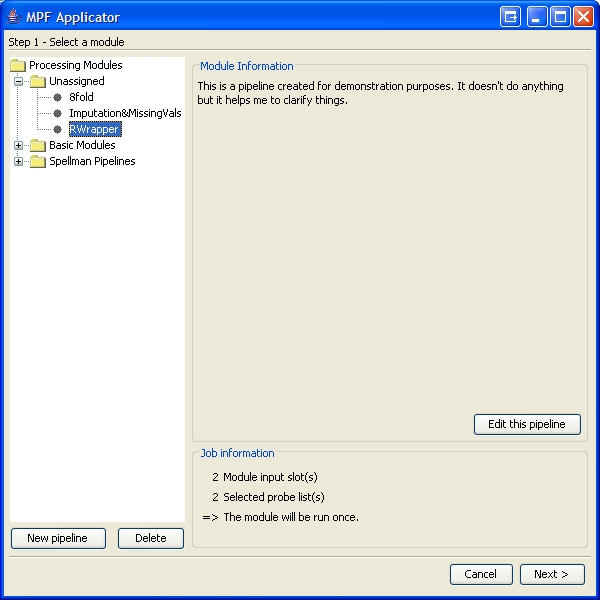 MPF Applicator
Step 1 - Select a module
Processing Modules
Unassigned
8fold
Imputation&MissingVals
RWrapper
Basic Modules
Spellman Pipelines
New pipeline
Delete
Module Information
This is a pipeline created for demonstration purposes. It doesn't do anything
but it helps me to clarify things.
Edit this pipeline
Job information
2 Module input slot(s)
2 Selected probe list(s)
=> The module will be run once.
Cancel
Next >